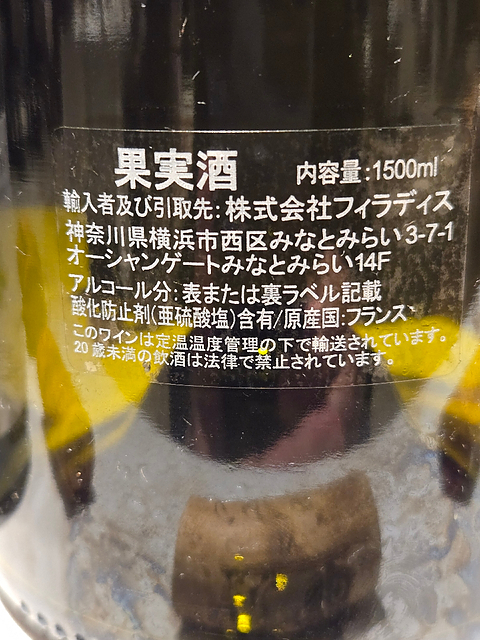 果実酒 内容量:1500ml
輸入者及び引取先:株式会社フィラディス
神奈川県横浜市西区みなとみらい3-7-1
オーシャンゲートみなとみらい14F
アルコール分:表または裏ラベル記載
酸化防止剤(亜硫酸塩)含有/原産国:フランス
このワインは定温温度管理の下で輸送されています。
20歳未満の飲酒は法律で禁止されています。